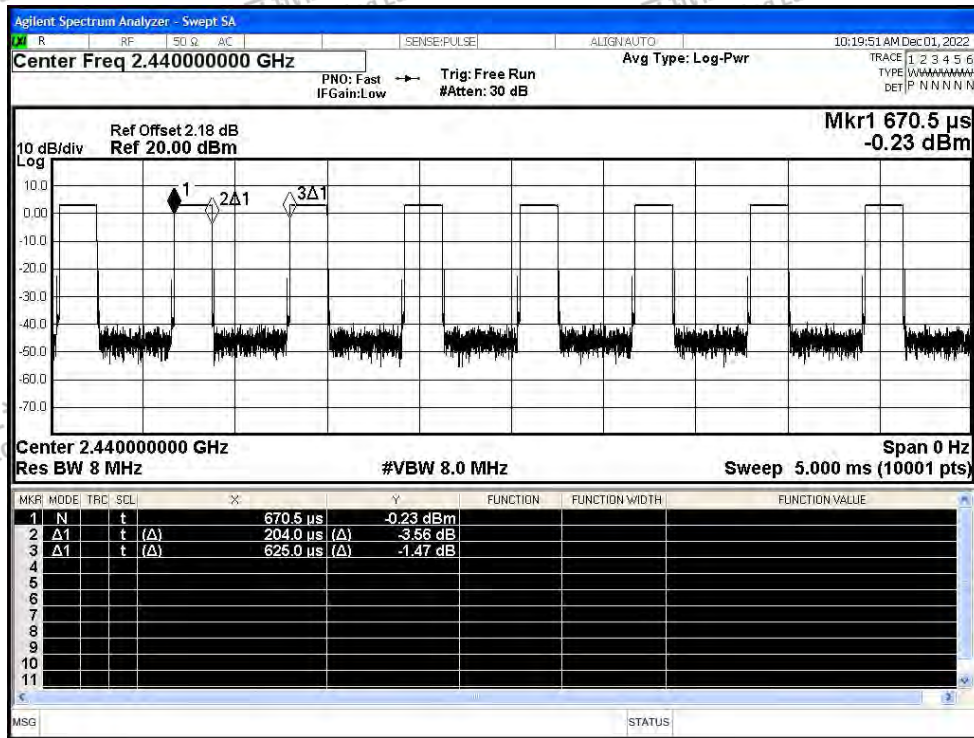 Agilent Spectrum Analyzer - Swept SA
LXI R RF 50 Ω AC SENSE:PULSE ALIGN AUTO 10:19:51 AM Dec 01, 2022
Center Freq 2.440000000 GHz Avg Type: Log-Pwr TRACE 1 2 3 4 5 6
PNO: Fast Trig: Free Run TYPE
IFGain:Low #Atten: 30 dB DET P N N N N N
Mkr1 670.5 µs
Ref Offset 2.18 dB
10 dB/div Ref 20.00 dBm -0.23 dBm
Log
10.0
1 2Δ1 3Δ1
0.00
-10.0
-20.0
-30.0
-40.0
-50.0
-60.0
-70.0
Center 2.440000000 GHz Span 0 Hz
Res BW 8 MHz #VBW 8.0 MHz Sweep 5.000 ms (10001 pts)
MKR MODE TRC SCL X Y FUNCTION FUNCTION WIDTH FUNCTION VALUE
1 N t 670.5 µs -0.23 dBm
2 Δ1 t (Δ) 204.0 µs (Δ) -3.56 dB
3 Δ1 t (Δ) 625.0 µs (Δ) -1.47 dB
4
5
6
7
8
9
10
11
MSG STATUS